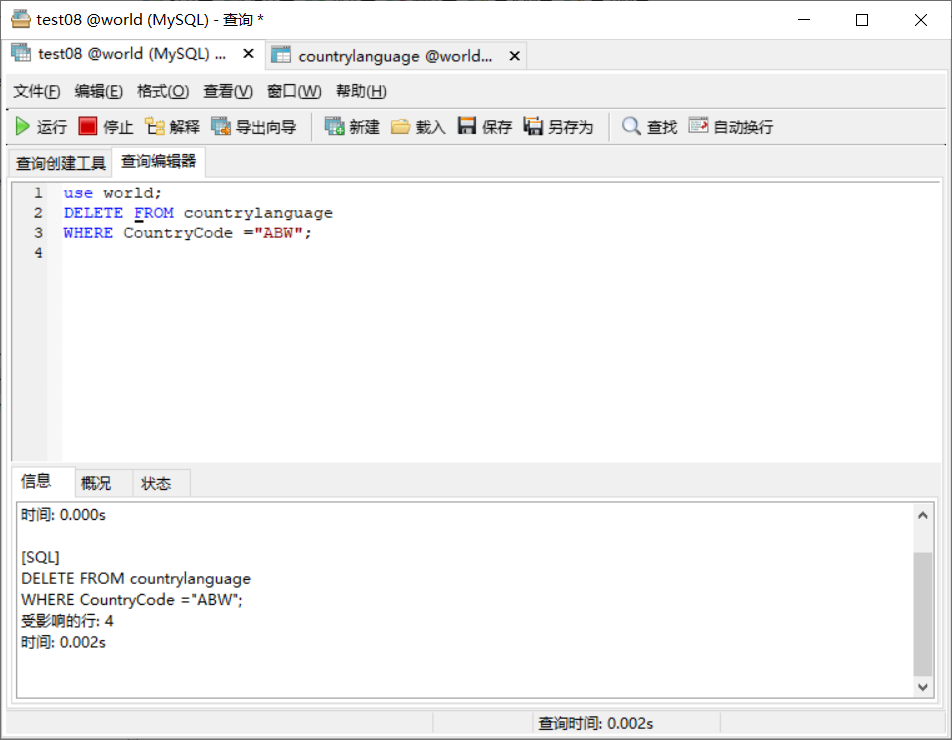 test08 @world (MySQL) - 查询 *
test08 @world (MySQL) ... countrylanguage @world...
文件(F) 编辑(E) 格式(O) 查看(V) 窗口(W) 帮助(H)
运行 停止 解释 导出向导 新建 载入 保存 另存为 查找 自动换行
查询创建工具 查询编辑器
1 use world;
2 DELETE FROM countrylanguage
3 WHERE CountryCode ="ABW";
4
信息 概况 状态
时间: 0.000s
[SQL]
DELETE FROM countrylanguage
WHERE CountryCode ="ABW";
受影响的行: 4
时间: 0.002s
查询时间: 0.002s